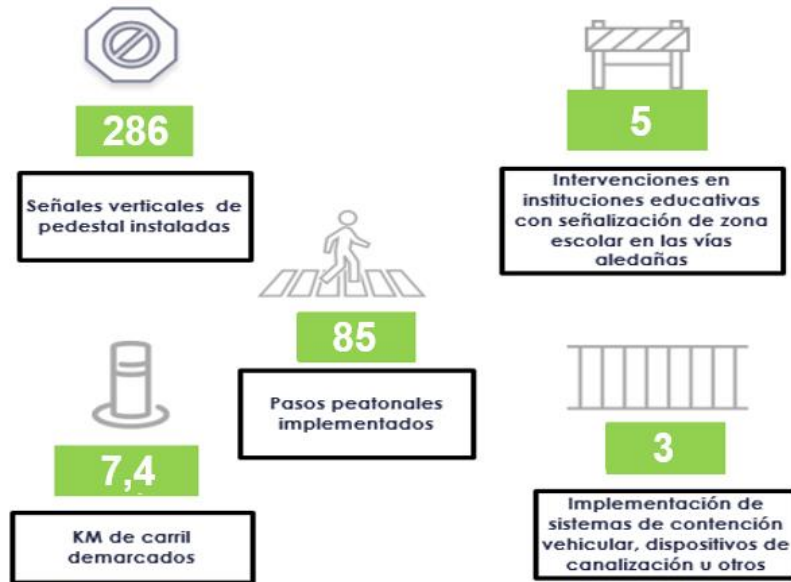 286
Señales verticales de
pedestal instaladas
5
Intervenciones en
instituciones educativas
con señalización de zona
escolar en las vías
aledañas
85
Pasos peatonales
implementados
7,4
KM de carril
demarcados
3
Implementación de
sistemas de contención
vehicular, dispositivos de
canalización u otros